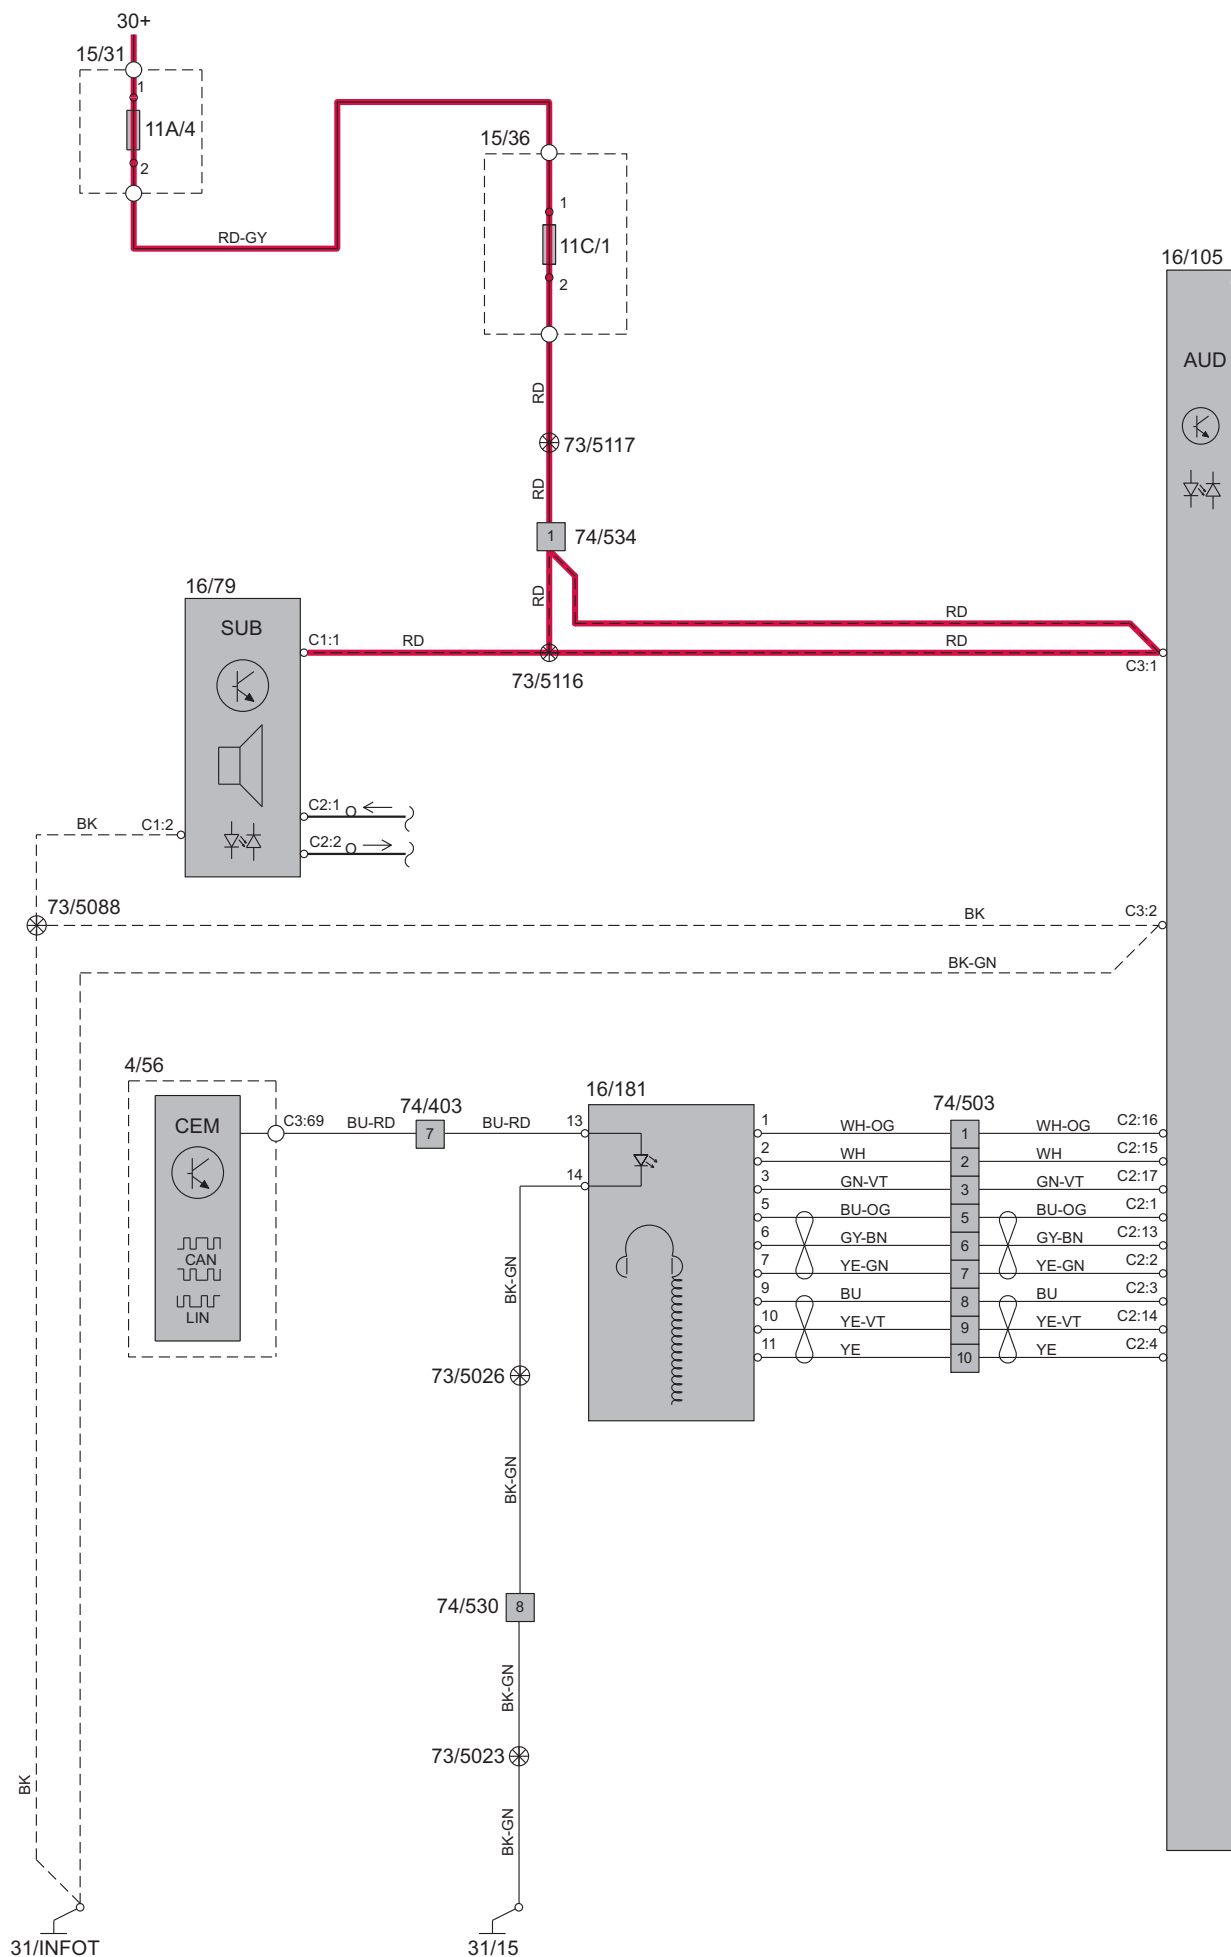 30+
15/31
1
11A/4
2
RD-GY
15/36
1
11C/1
2
16/105
AUD
RD
73/5117
RD
1
74/534
RD
16/79
SUB
C1:1
RD
RD
RD
C3:1
73/5116
C2:1
BK
C1:2
C2:2
73/5088
BK
C3:2
BK-GN
4/56
CEM
CAN
LIN
C3:69
BU-RD
74/403
7
BU-RD
16/181
13
14
74/503
1 WH-OG 1 WH-OG C2:16
2 WH 2 WH C2:15
3 GN-VT 3 GN-VT C2:17
5 BU-OG 5 BU-OG C2:1
6 GY-BN 6 GY-BN C2:13
7 YE-GN 7 YE-GN C2:2
9 BU 8 BU C2:3
10 YE-VT 9 YE-VT C2:14
11 YE 10 YE C2:4
BK-GN
73/5026
BK-GN
74/530
8
BK-GN
73/5023
BK-GN
BK
31/INFOT
31/15